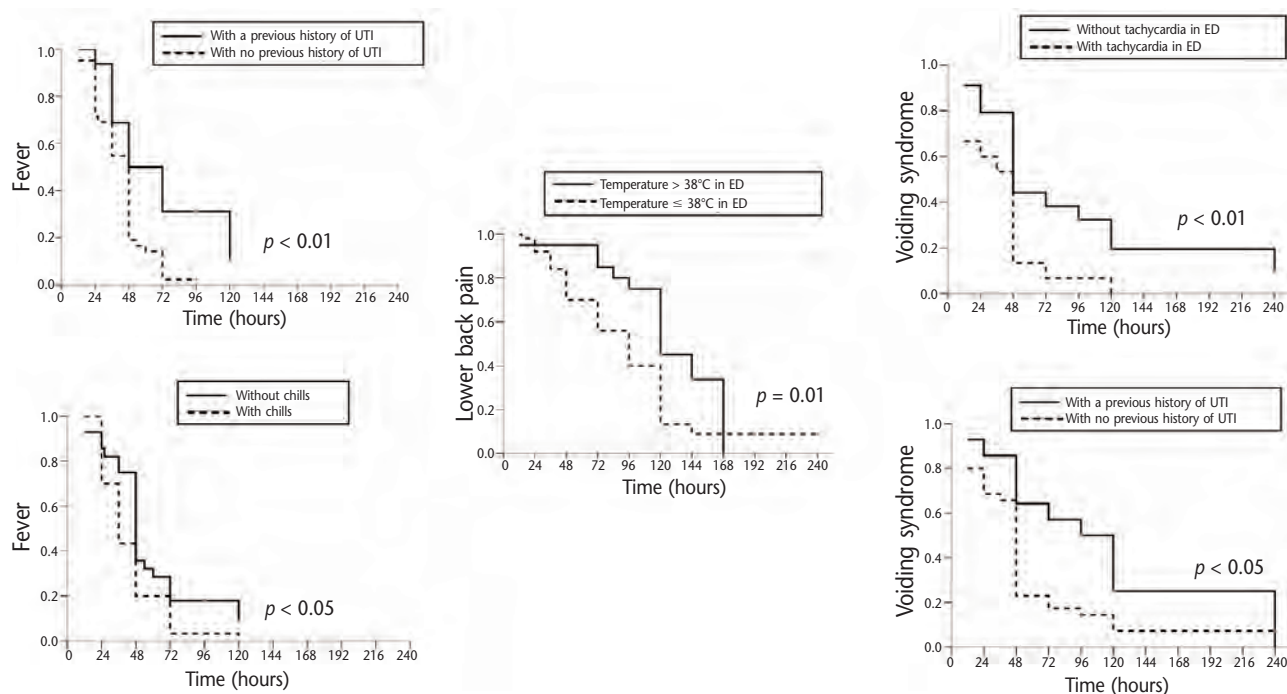 With a previous history of UTI
With no previous history of UTI
1.0
0.8
0.6
0.4
0.2
0.0
Fever
p < 0.01
0 24 48 72 96 120 144 168 192 216 240
Time (hours)
Without chills
With chills
1.0
0.8
0.6
0.4
0.2
0.0
Fever
p < 0.05
0 24 48 72 96 120 144 168 192 216 240
Time (hours)
Temperature > 38°C in ED
Temperature ≤ 38°C in ED
1.0
0.8
0.6
0.4
0.2
0.0
Lower back pain
p = 0.01
0 24 48 72 96 120 144 168 192 216 240
Time (hours)
Without tachycardia in ED
With tachycardia in ED
1.0
0.8
0.6
0.4
0.2
0.0
Voiding syndrome
p < 0.01
0 24 48 72 96 120 144 168 192 216 240
Time (hours)
With a previous history of UTI
With no previous history of UTI
1.0
0.8
0.6
0.4
0.2
0.0
Voiding syndrome
p < 0.05
0 24 48 72 96 120 144 168 192 216 240
Time (hours)